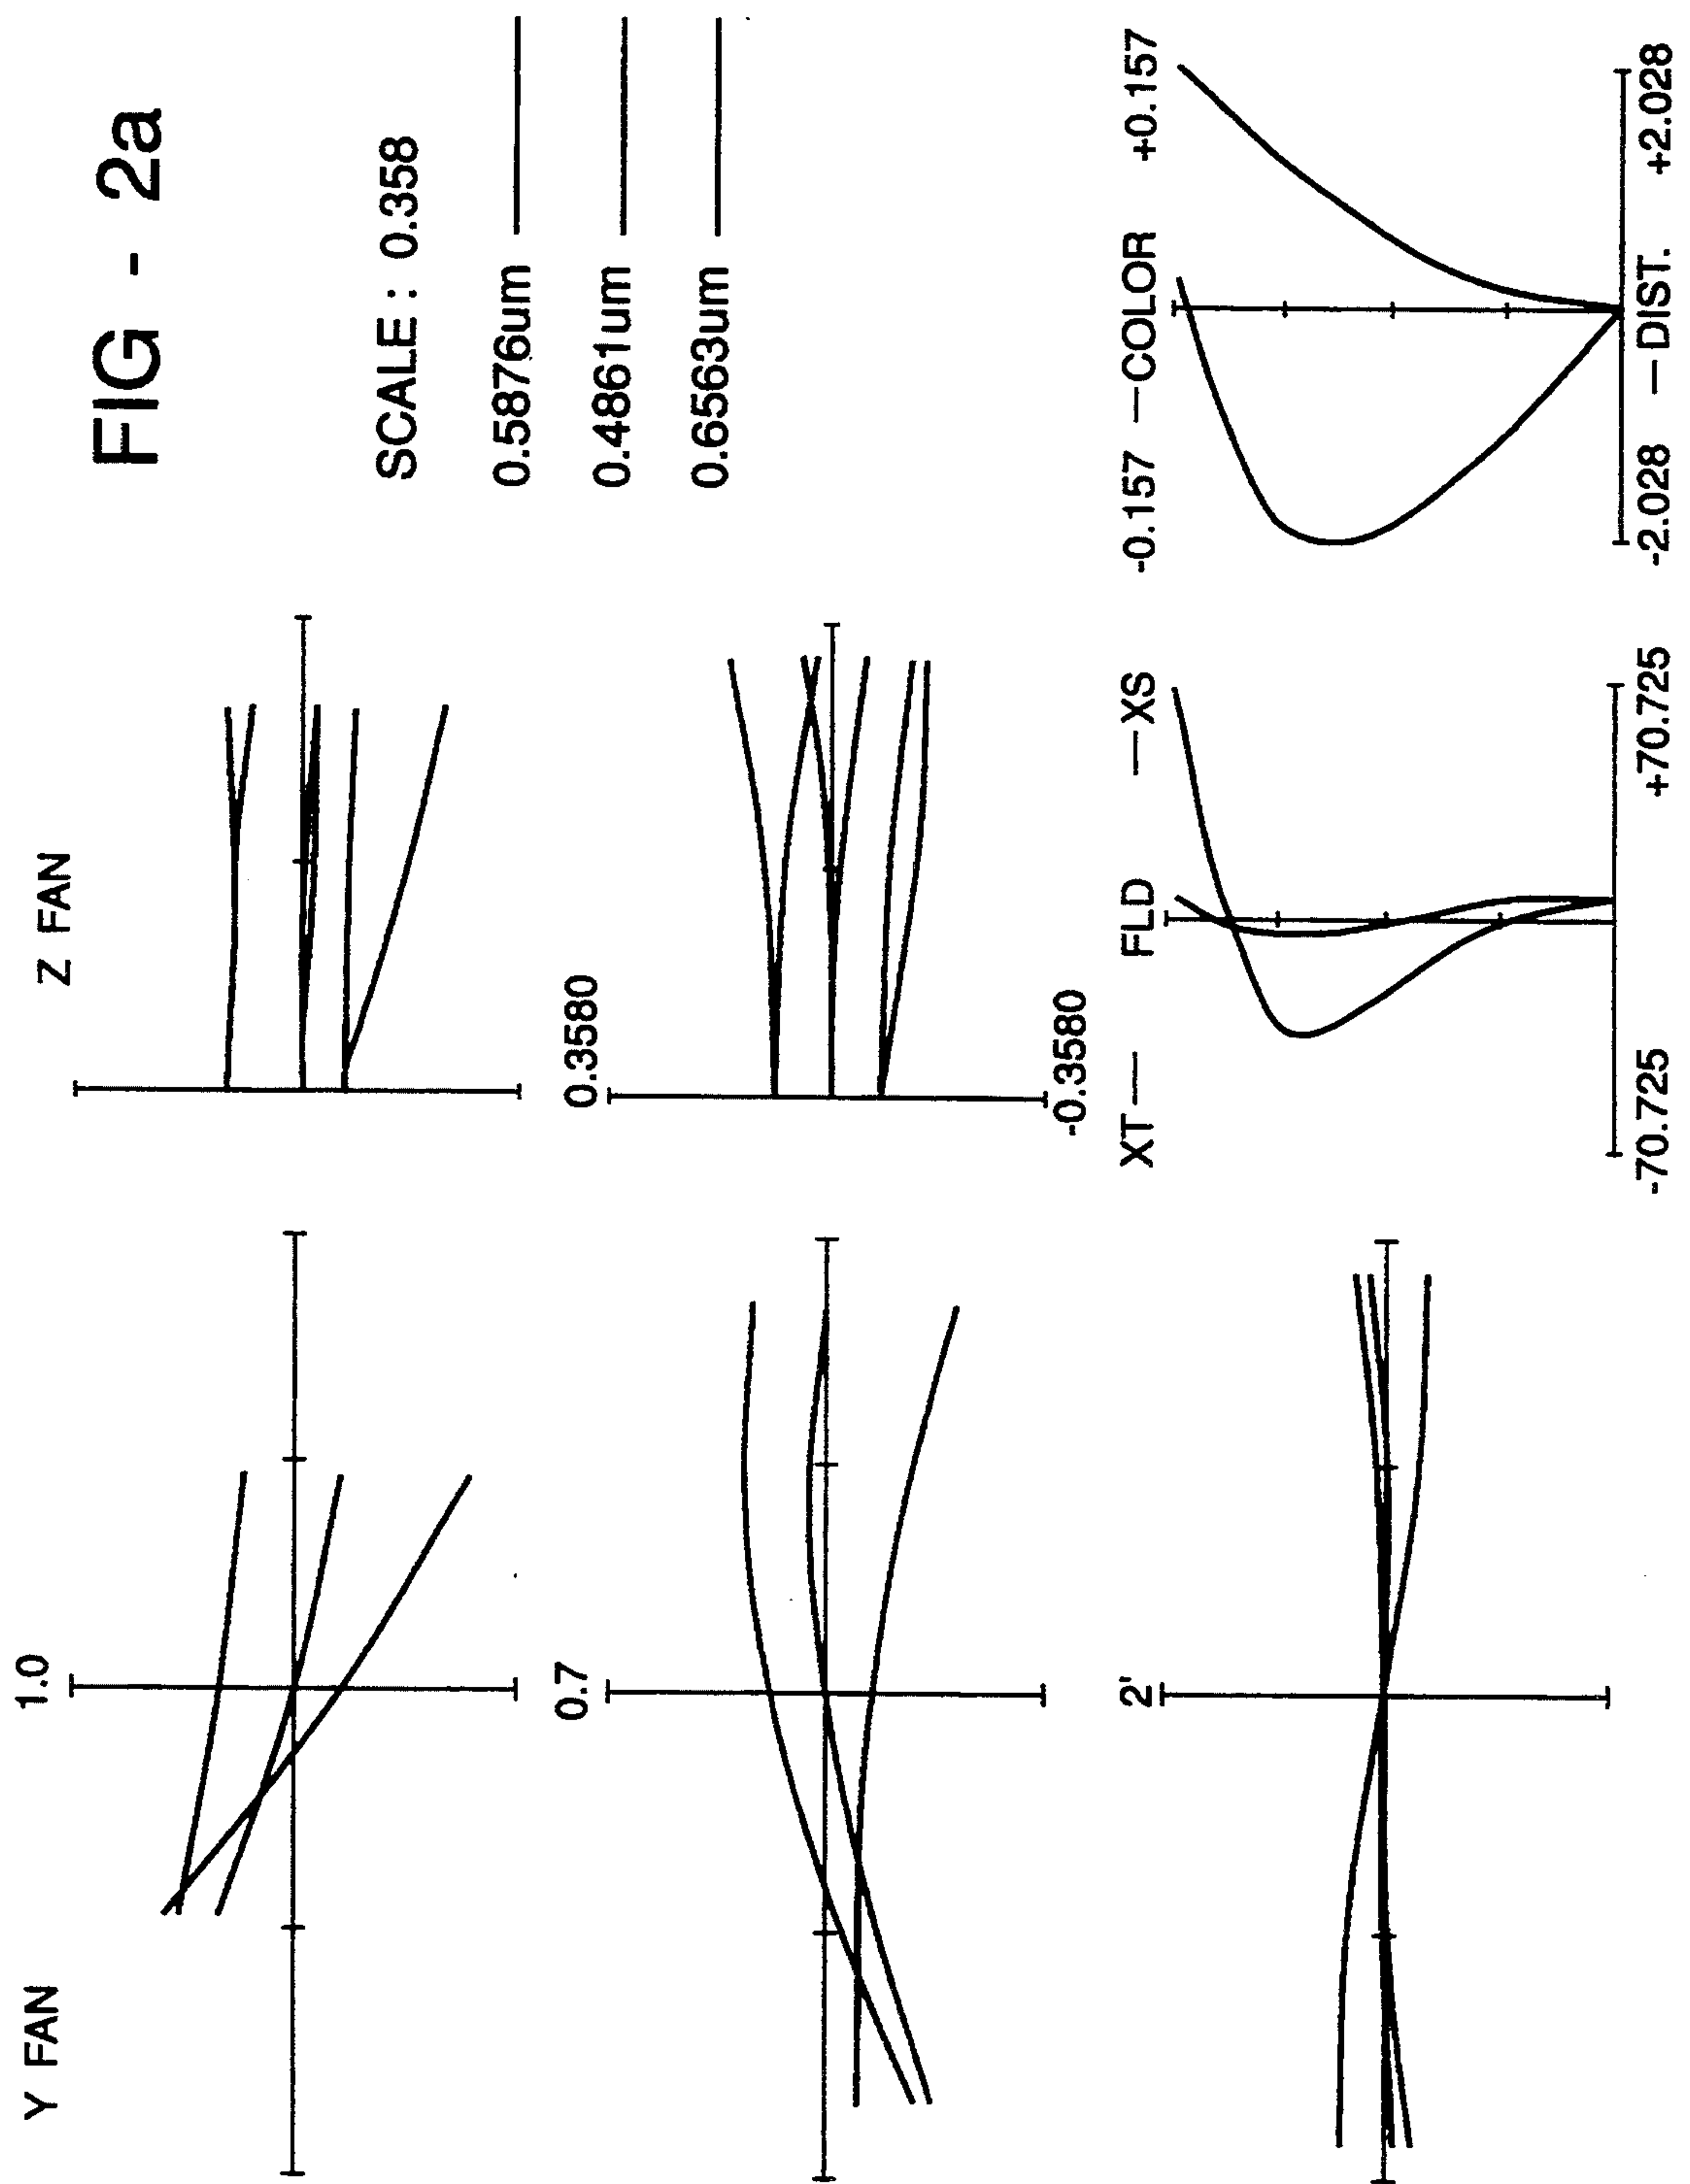 FIG - 2a
SCALE : 0.358
0.5876um
0.4861um
0.6563um
Y FAN
1.0
Z FAN
0.7
0.3580
-0.3580
2'
XT— FLD —XS
-70.725 +70.725
-0.157 —COLOR +0.157
-2.028 —DIST. +2.028